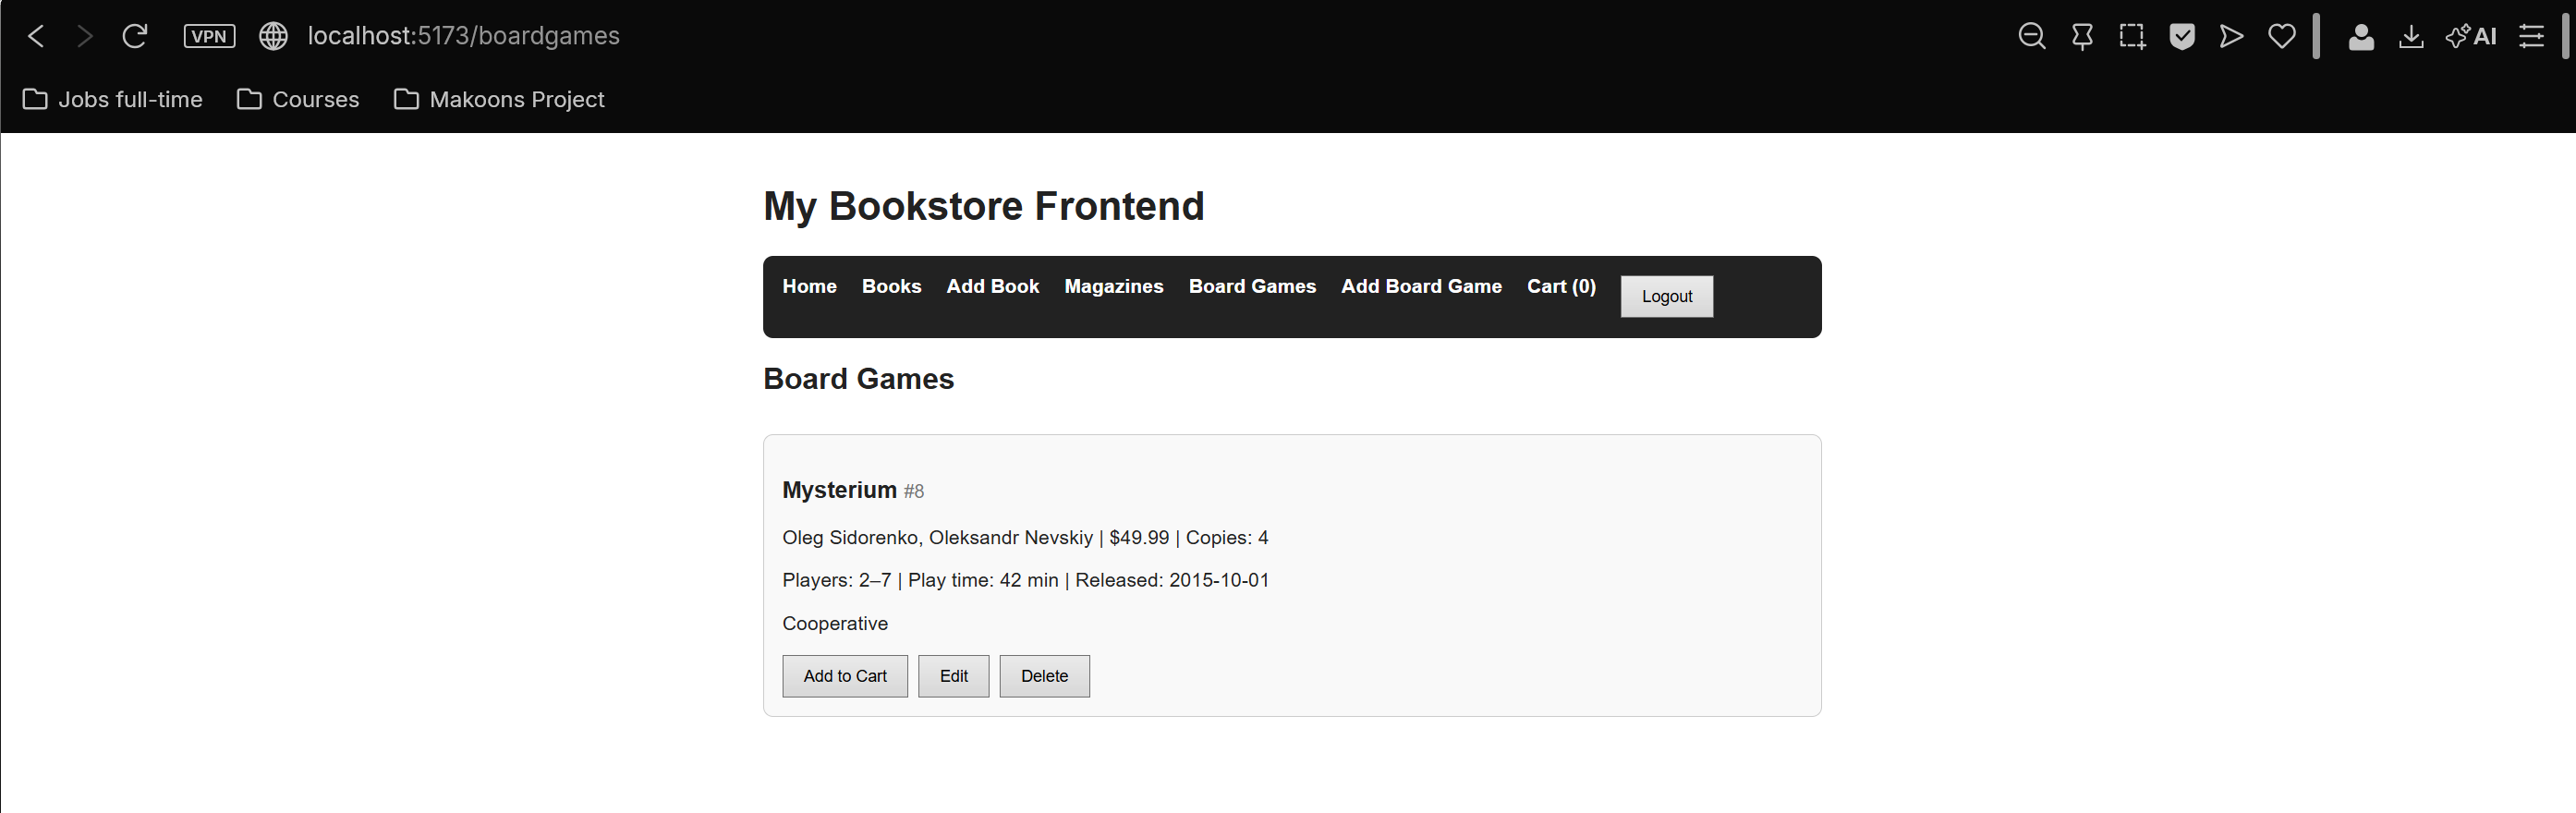 VPN localhost:5173/boardgames AI
Jobs full-time Courses Makoons Project
My Bookstore Frontend
Home Books Add Book Magazines Board Games Add Board Game Cart (0) Logout
Board Games
Mysterium #8
Oleg Sidorenko, Oleksandr Nevskiy | $49.99 | Copies: 4
Players: 2–7 | Play time: 42 min | Released: 2015-10-01
Cooperative
Add to Cart Edit Delete